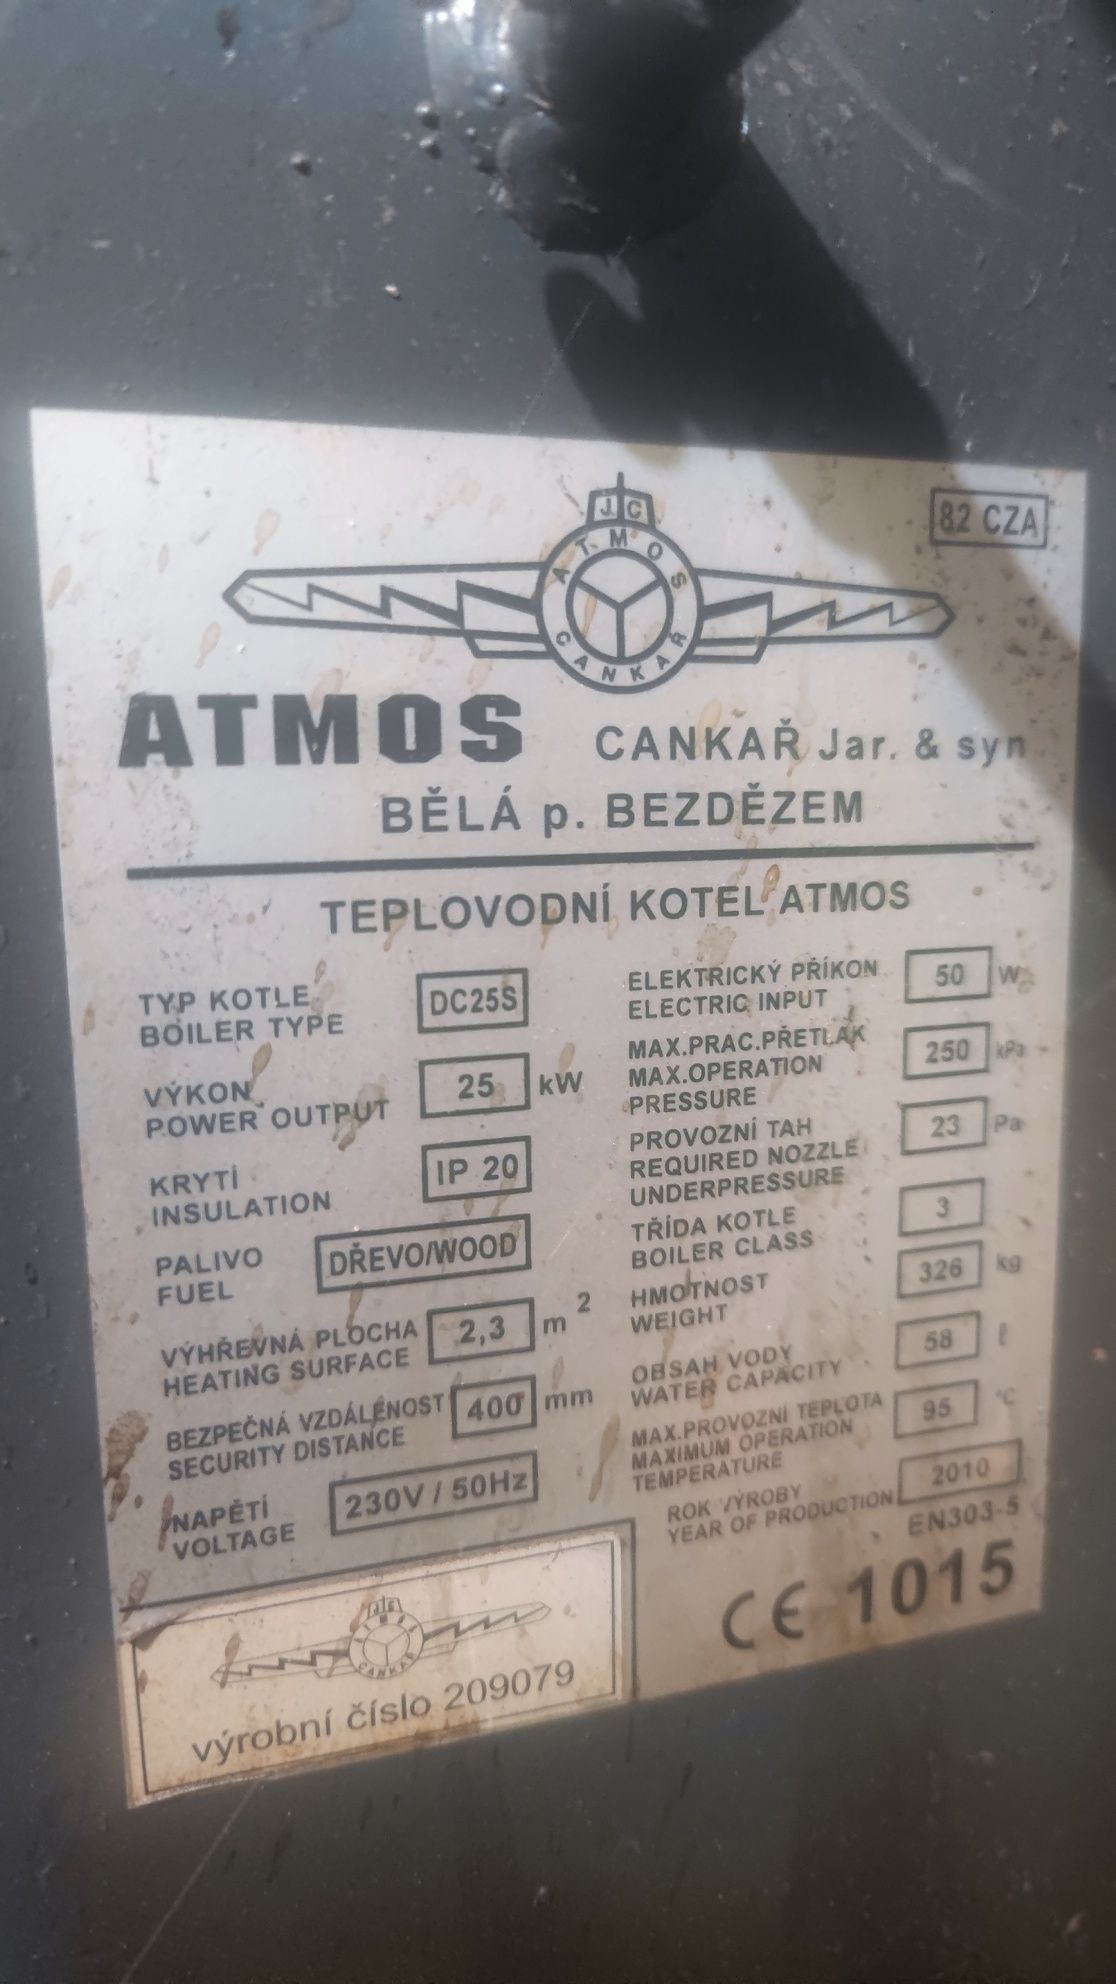 JC
ATMOS
CANKAŘ
82 CZA
ATMOS CANKAŘ Jar. & syn
BĚLÁ p. BEZDĚZEM
TEPLOVODNÍ KOTEL ATMOS
TYP KOTLE
BOILER TYPE
DC25S
VÝKON
POWER OUTPUT
25 kW
KRYTÍ
INSULATION
IP 20
PALIVO
FUEL
DŘEVO/WOOD
VÝHŘEVNÁ PLOCHA
HEATING SURFACE
2,3 m²
BEZPEČNÁ VZDÁLENOST
SECURITY DISTANCE
400 mm
NAPĚTÍ
VOLTAGE
230V / 50Hz
ELEKTRICKÝ PŘÍKON
ELECTRIC INPUT
50 W
MAX.PRAC.PŘETLAK
MAX.OPERATION
PRESSURE
250 kPa
PROVOZNÍ TAH
REQUIRED NOZZLE
UNDERPRESSURE
23 Pa
TŘÍDA KOTLE
BOILER CLASS
3
HMOTNOST
WEIGHT
326 kg
OBSAH VODY
WATER CAPACITY
58 ℓ
MAX.PROVOZNÍ TEPLOTA
MAXIMUM OPERATION
TEMPERATURE
95 °C
ROK VÝROBY
YEAR OF PRODUCTION
2010
EN303-5
CE 1015
JC
ATMOS
CANKAŘ
výrobní číslo 209079